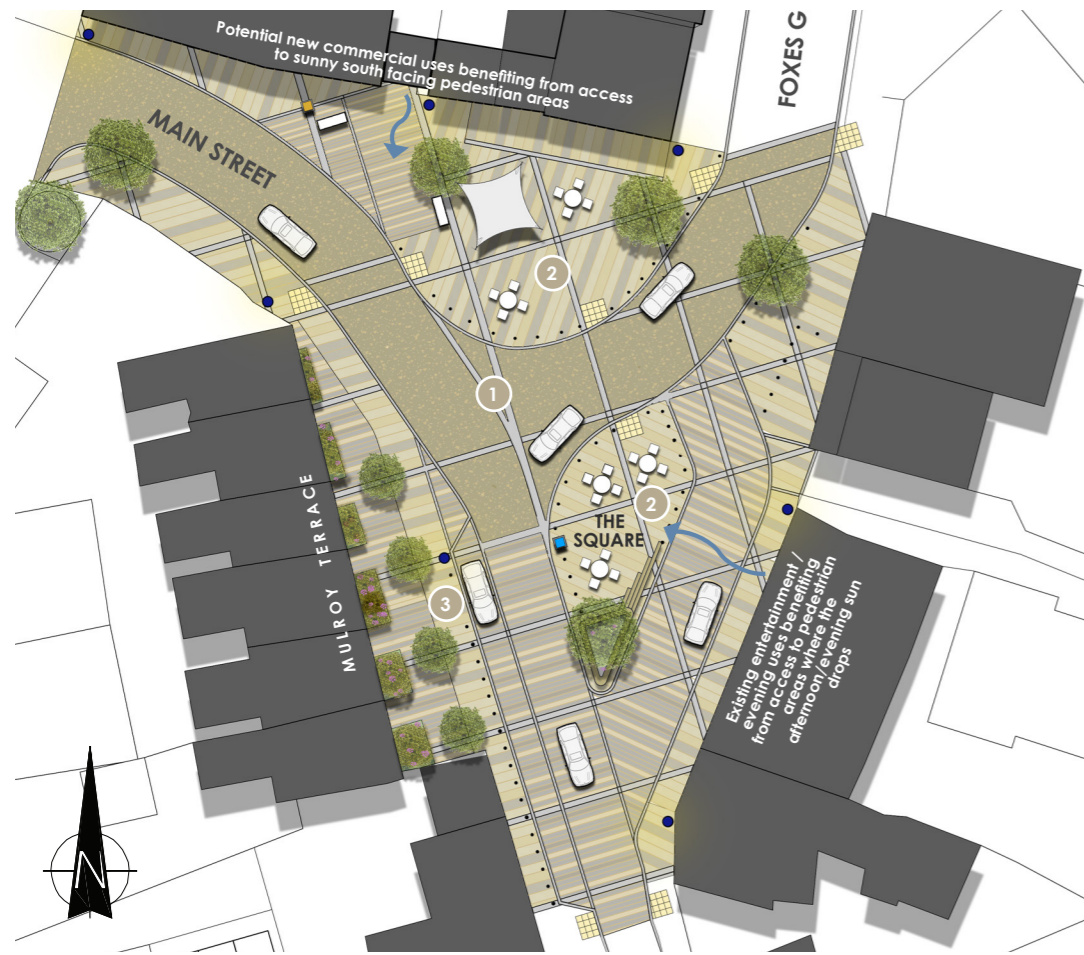 Potential new commercial uses benefiting from access
to sunny south facing pedestrian areas
FOXES G
MAIN STREET
2
1
2
THE
SQUARE
MULROY TERRACE
3
Existing entertainment /
evening uses benefiting
from access to pedestrian
areas where the
afternoon/evening sun
drops
N